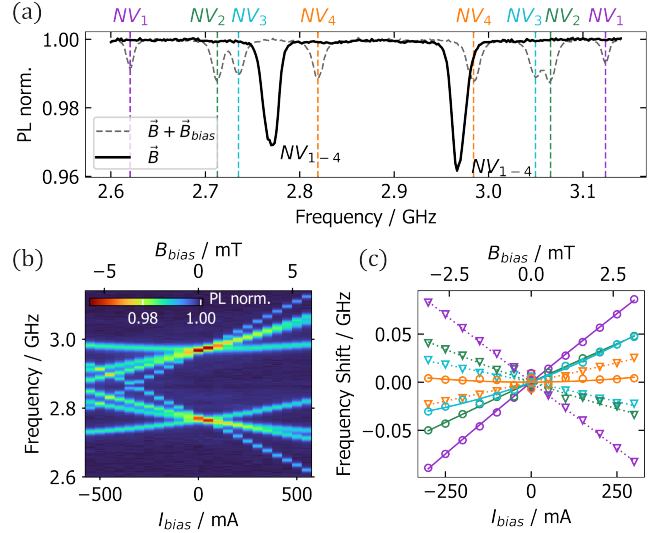 (a)
NV₁ NV₂ NV₃ NV₄ NV₄ NV₃ NV₂ NV₁
1.00
0.98
0.96
PL norm.
B⃗ + B⃗bias
B⃗
NV₁₋₄
NV₁₋₄
2.6 2.7 2.8 2.9 3.0 3.1
Frequency / GHz
(b)
Bbias / mT
−5 0 5
PL norm.
0.98 1.00
3.0
2.8
2.6
Frequency / GHz
−500 0 500
Ibias / mA
(c)
Bbias / mT
−2.5 0.0 2.5
0.05
0.00
−0.05
Frequency Shift / GHz
−250 0 250
Ibias / mA